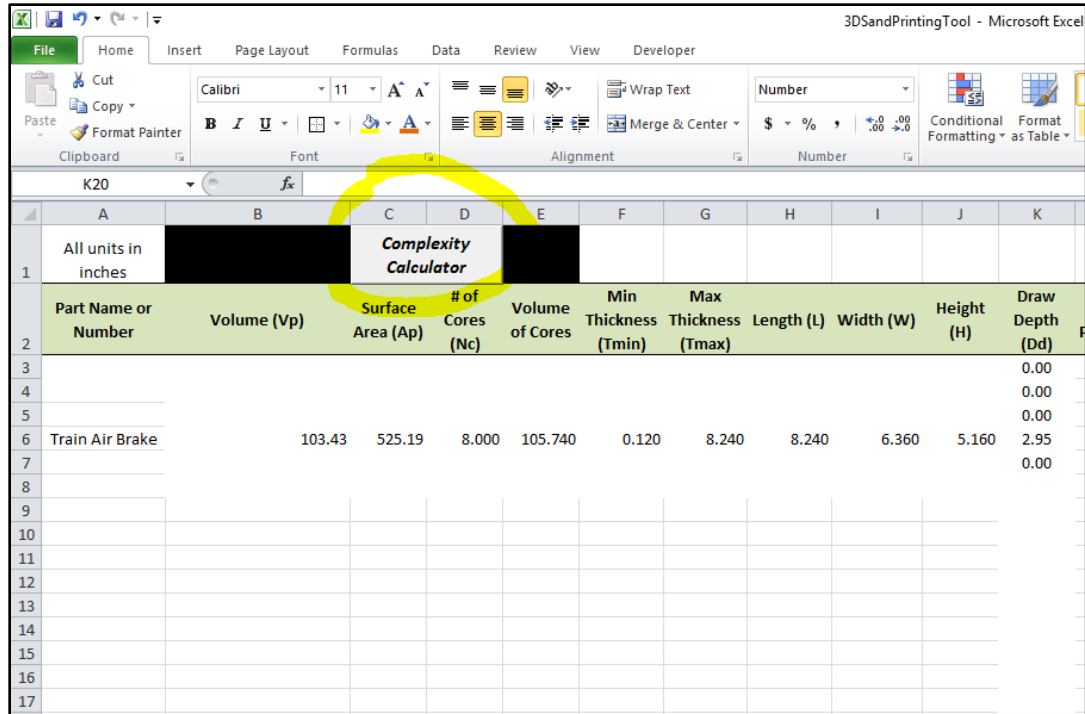 3DSandPrintingTool - Microsoft Excel
File Home Insert Page Layout Formulas Data Review View Developer
Cut
Copy
Format Painter
Paste
Calibri 11 A A
B I U A
Wrap Text
Merge & Center
Number
$ % , .0 .00 .00 .0
Conditional Formatting
Format as Table
Clipboard Font Alignment Number
K20 fx
A B C D E F G H I J K
1 All units in inches Complexity Calculator
2 Part Name or Number Volume (Vp) Surface Area (Ap) # of Cores (Nc) Volume of Cores Min Thickness (Tmin) Max Thickness (Tmax) Length (L) Width (W) Height (H) Draw Depth (Dd)
3 0.00
4 0.00
5 0.00
6 Train Air Brake 103.43 525.19 8.000 105.740 0.120 8.240 8.240 6.360 5.160 2.95
7 0.00
8
9
10
11
12
13
14
15
16
17